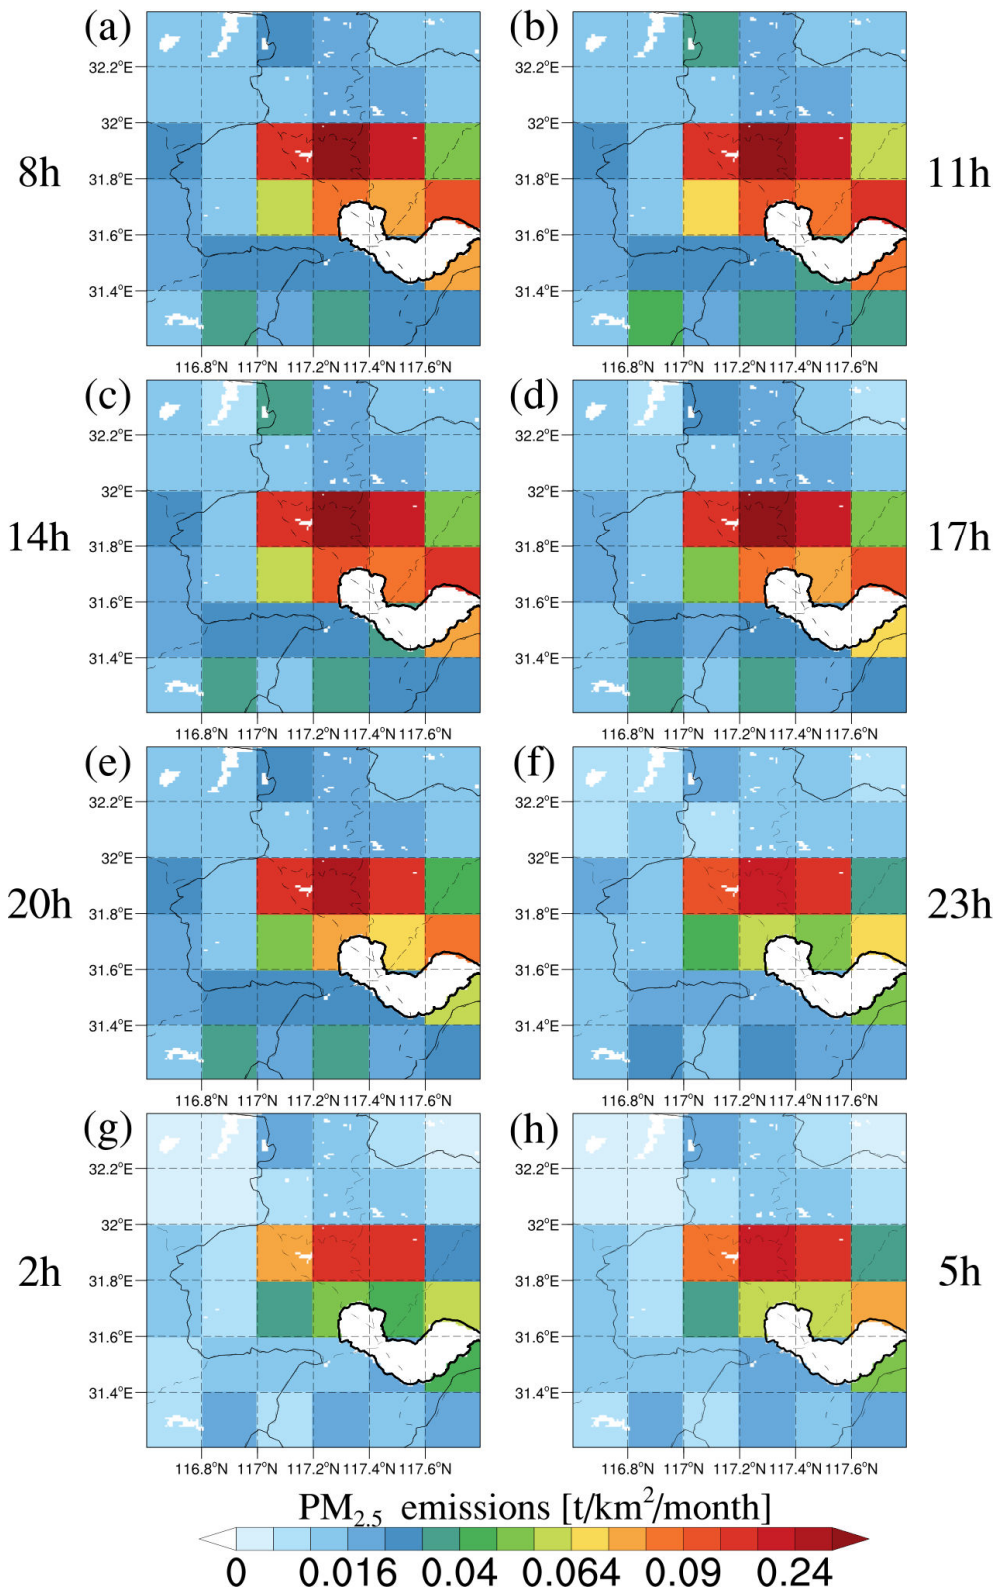 (a) (b)
32.2°E 32.2°E
32°E 32°E
8h 31.8°E 31.8°E 11h
31.6°E 31.6°E
31.4°E 31.4°E
116.8°N 117°N 117.2°N 117.4°N 117.6°N 116.8°N 117°N 117.2°N 117.4°N 117.6°N
(c) (d)
32.2°E 32.2°E
32°E 32°E
14h 31.8°E 31.8°E 17h
31.6°E 31.6°E
31.4°E 31.4°E
116.8°N 117°N 117.2°N 117.4°N 117.6°N 116.8°N 117°N 117.2°N 117.4°N 117.6°N
(e) (f)
32.2°E 32.2°E
32°E 32°E
20h 31.8°E 31.8°E 23h
31.6°E 31.6°E
31.4°E 31.4°E
116.8°N 117°N 117.2°N 117.4°N 117.6°N 116.8°N 117°N 117.2°N 117.4°N 117.6°N
(g) (h)
32.2°E 32.2°E
32°E 32°E
2h 31.8°E 31.8°E 5h
31.6°E 31.6°E
31.4°E 31.4°E
116.8°N 117°N 117.2°N 117.4°N 117.6°N 116.8°N 117°N 117.2°N 117.4°N 117.6°N
PM2.5 emissions [t/km²/month]
0 0.016 0.04 0.064 0.09 0.24